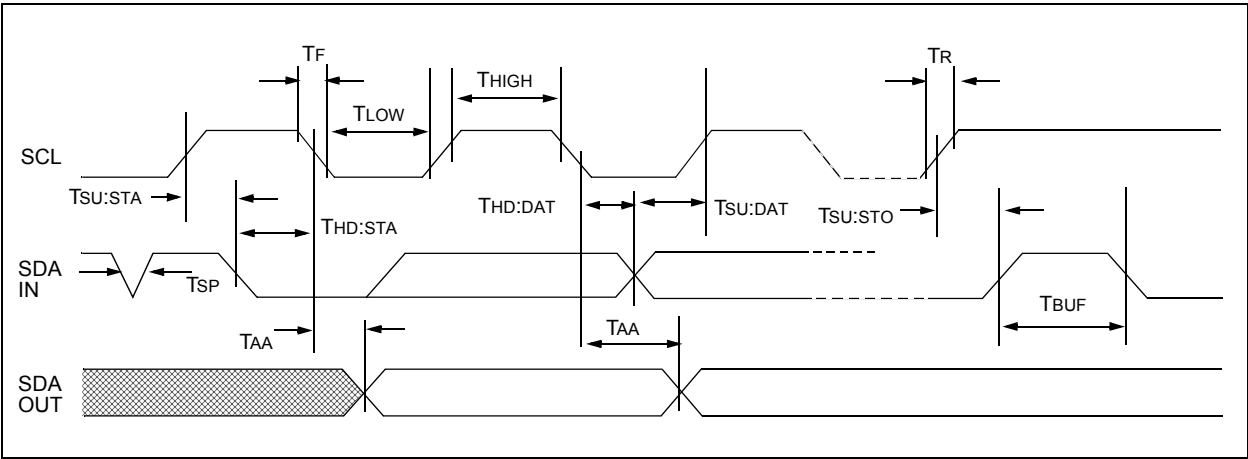 TF
TR
THIGH
TLOW
SCL
TSU:STA
THD:DAT
TSU:DAT
TSU:STO
THD:STA
SDA
IN
TSP
TBUF
TAA
TAA
SDA
OUT